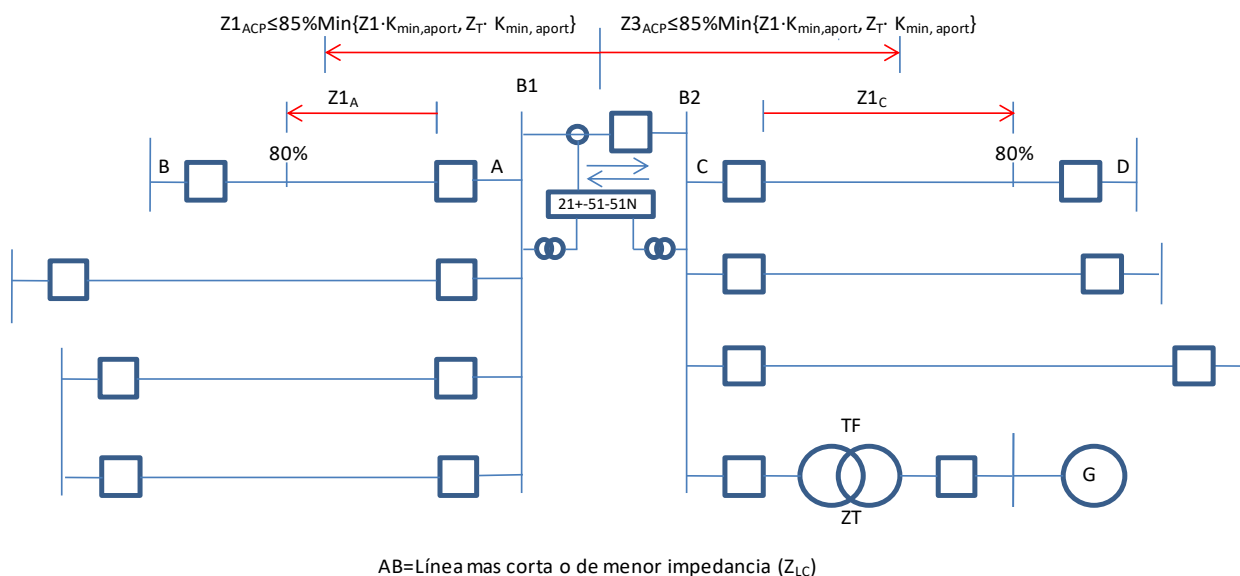 Z1ACP≤85%Min{Z1·Kmin,aport, ZT· Kmin, aport}
Z3ACP≤85%Min{Z1·Kmin,aport, ZT· Kmin, aport}
B1
B2
Z1A
Z1C
80%
80%
B
A
C
D
21+-51-51N
TF
ZT
G
AB=Línea mas corta o de menor impedancia (ZLC)